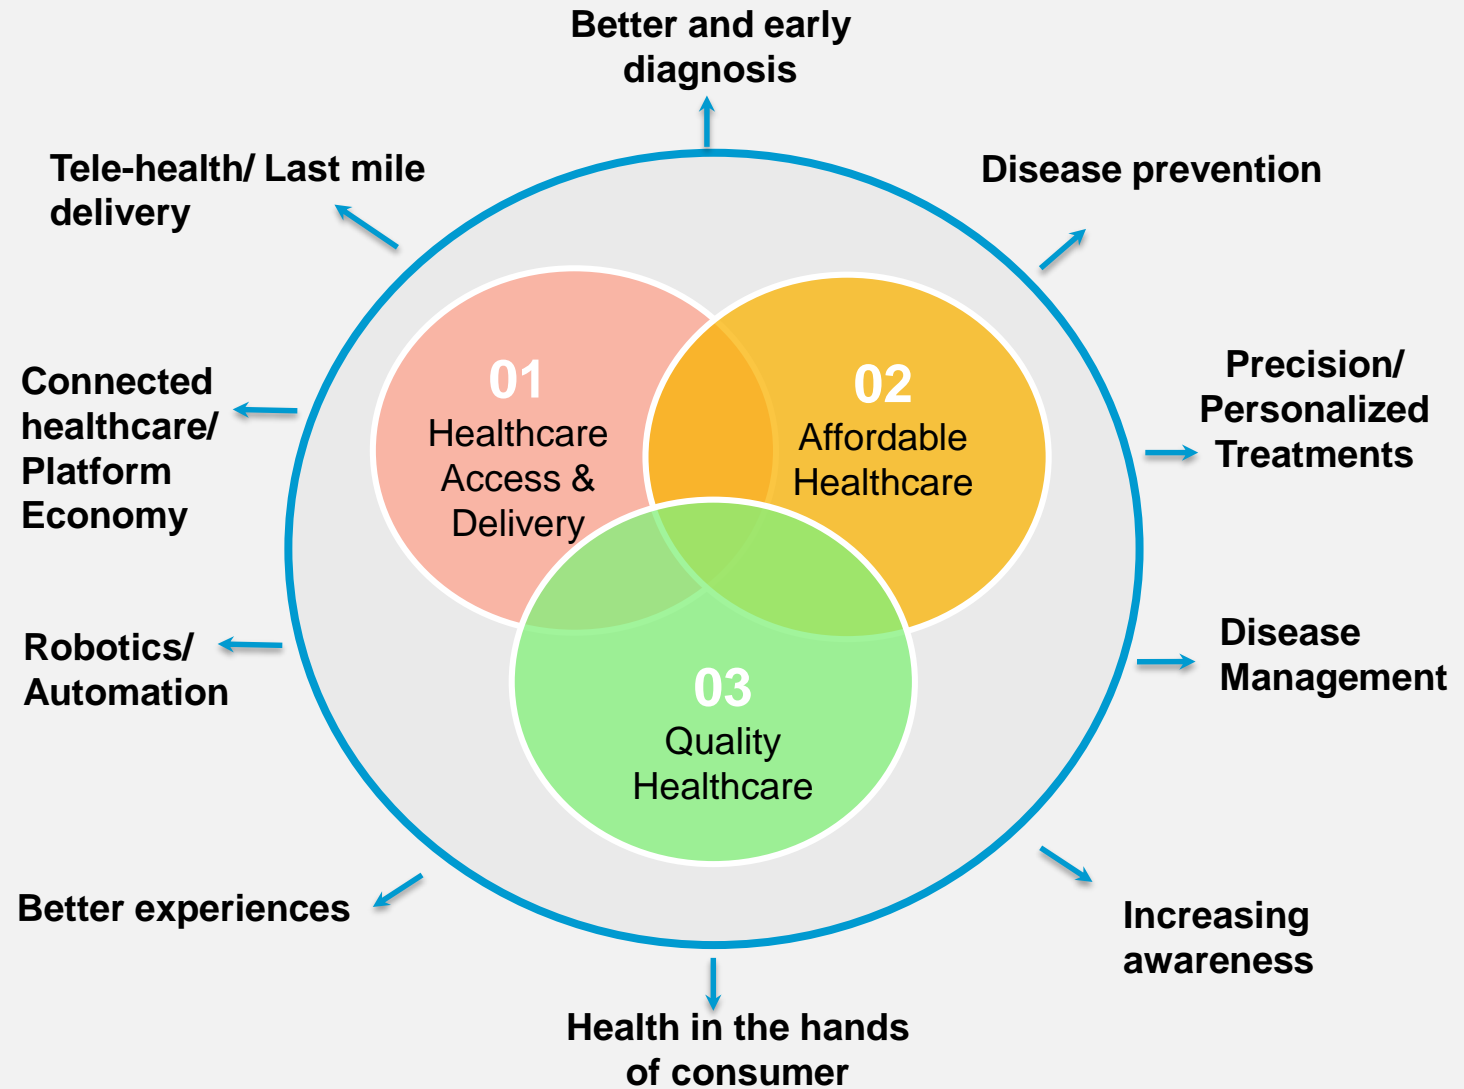 Better and early
diagnosis
Tele-health/ Last mile
delivery
Disease prevention
Connected
healthcare/
Platform
Economy
01
Healthcare
Access &
Delivery
02
Affordable
Healthcare
Precision/
Personalized
Treatments
Robotics/
Automation
03
Quality
Healthcare
Disease
Management
Better experiences
Increasing
awareness
Health in the hands
of consumer